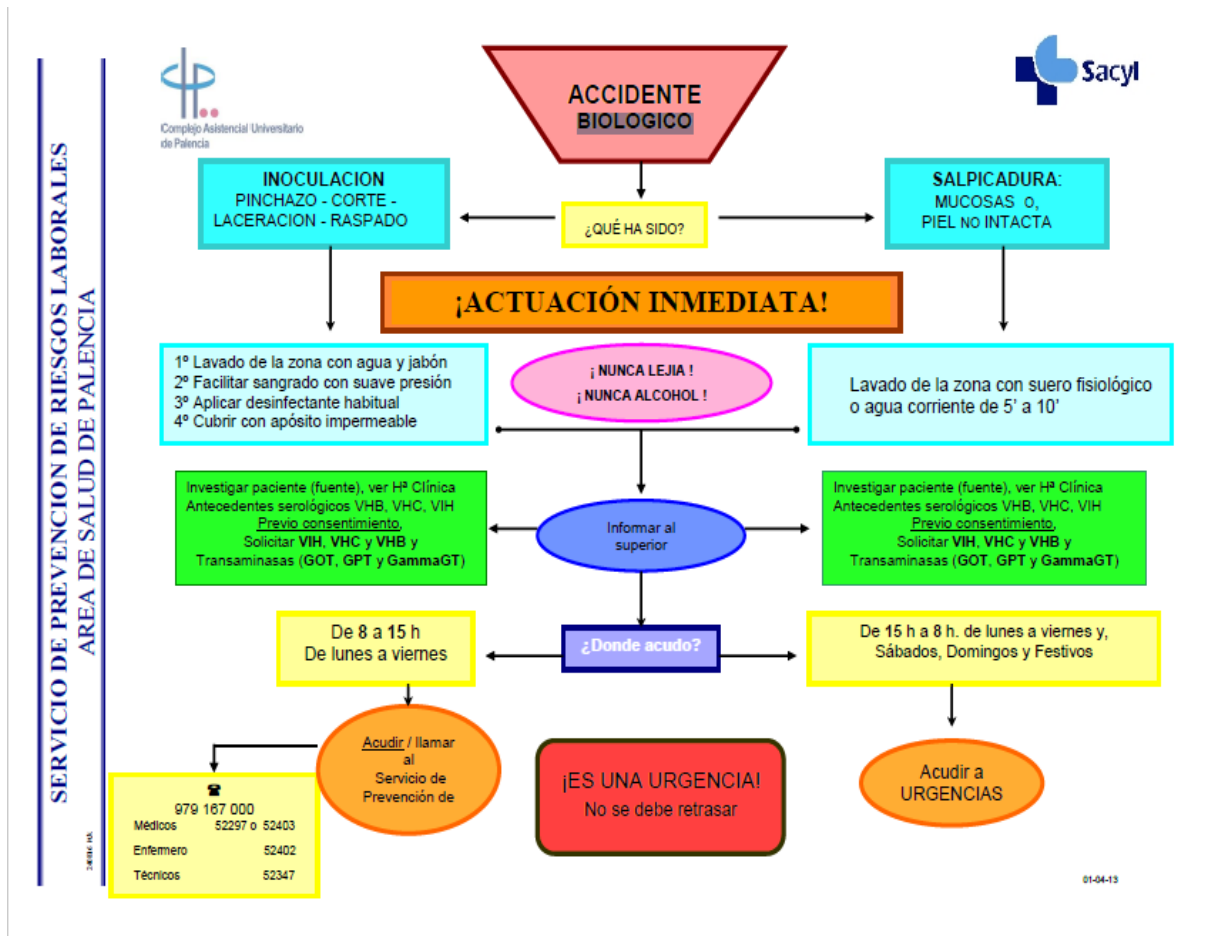 SERVICIO DE PREVENCION DE RIESGOS LABORALES
AREA DE SALUD DE PALENCIA
Complejo Asistencial Universitario
de Palencia
ACCIDENTE
BIOLOGICO
Sacyl
INOCULACION
PINCHAZO - CORTE -
LACERACION - RASPADO
¿QUÉ HA SIDO?
SALPICADURA:
MUCOSAS O,
PIEL NO INTACTA
¡ACTUACIÓN INMEDIATA!
1º Lavado de la zona con agua y jabón
2º Facilitar sangrado con suave presión
3º Aplicar desinfectante habitual
4º Cubrir con apósito impermeable
¡ NUNCA LEJIA !
¡ NUNCA ALCOHOL !
Lavado de la zona con suero fisiológico
o agua corriente de 5' a 10'
Investigar paciente (fuente), ver Hª Clínica
Antecedentes serológicos VHB, VHC, VIH
Previo consentimiento,
Solicitar VIH, VHC y VHB y
Transaminasas (GOT, GPT y GammaGT)
Informar al
superior
Investigar paciente (fuente), ver Hª Clínica
Antecedentes serológicos VHB, VHC, VIH
Previo consentimiento,
Solicitar VIH, VHC y VHB y
Transaminasas (GOT, GPT y GammaGT)
De 8 a 15 h
De lunes a viernes
¿Donde acudo?
De 15 h a 8 h. de lunes a viernes y,
Sábados, Domingos y Festivos
Acudir / llamar
al
Servicio de
Prevención de
¡ES UNA URGENCIA!
No se debe retrasar
Acudir a
URGENCIAS
979 167 000
Médicos 52297 o 52403
Enfermero 52402
Técnicos 52347
01-04-13